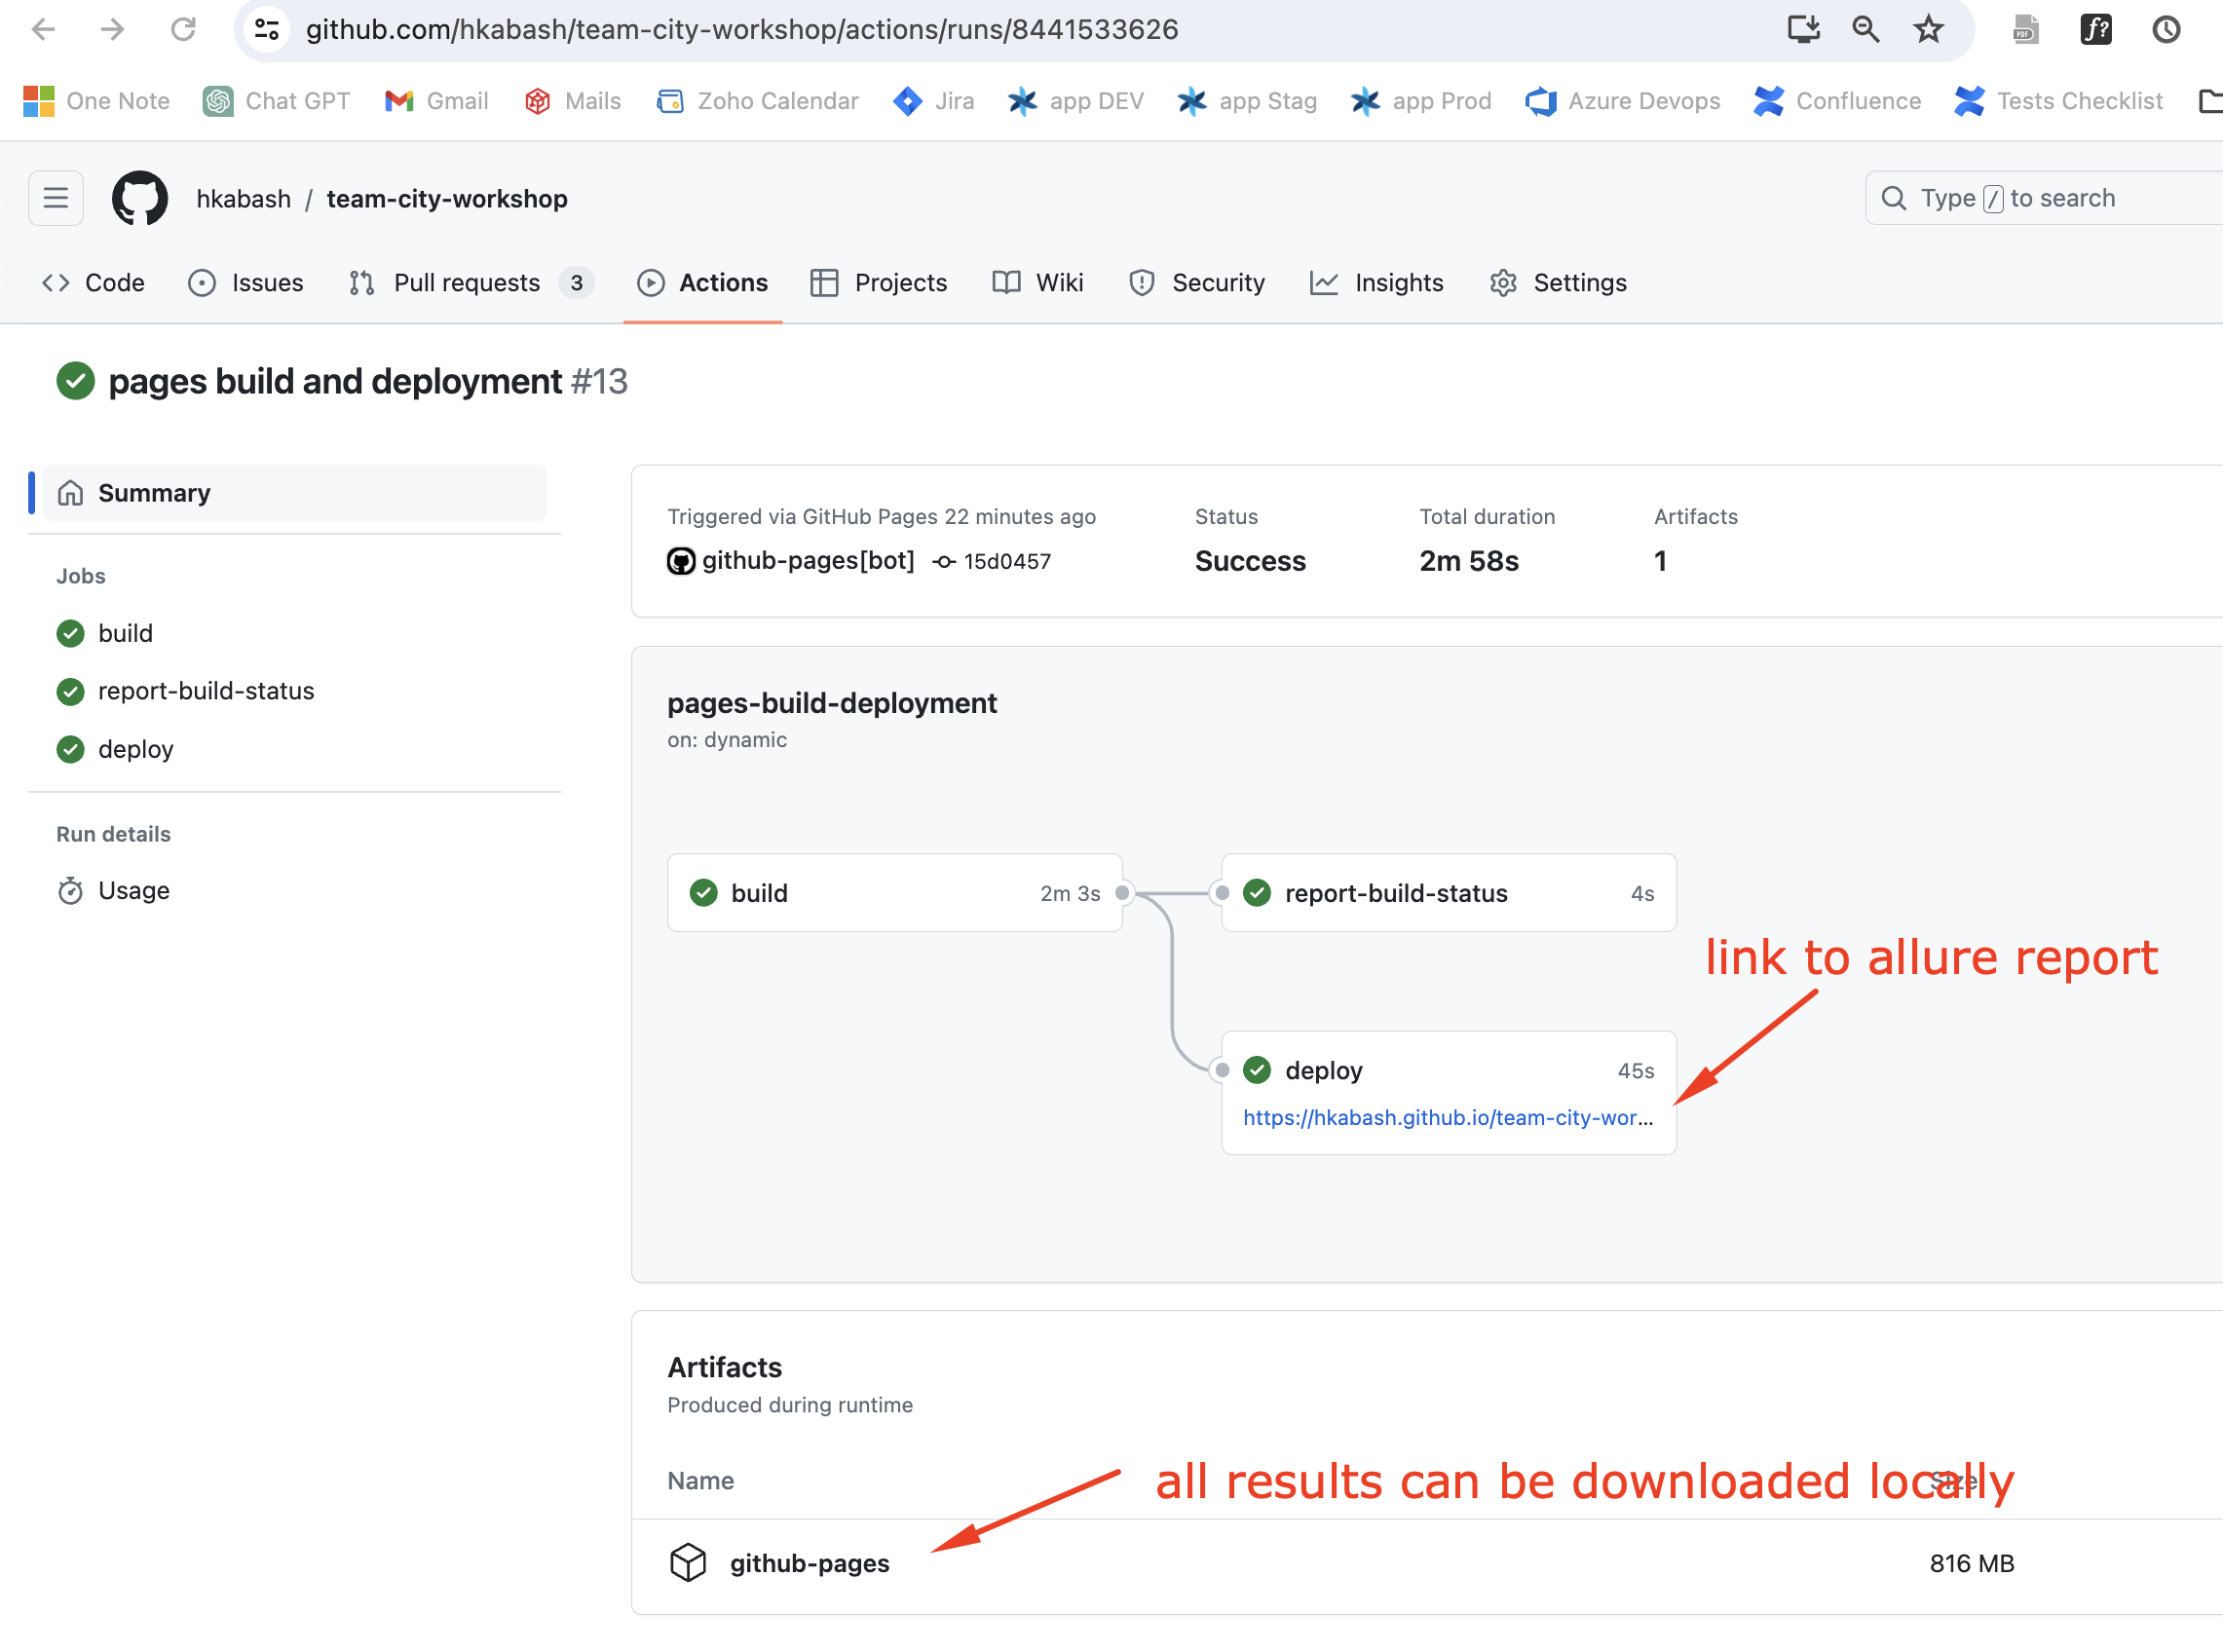 github.com/hkabash/team-city-workshop/actions/runs/8441533626
PDF
f?
One Note Chat GPT Gmail Mails Zoho Calendar Jira app DEV app Stag app Prod Azure Devops Confluence Tests Checklist
hkabash / team-city-workshop
Type / to search
Code Issues Pull requests 3 Actions Projects Wiki Security Insights Settings
pages build and deployment #13
Summary
Jobs
build
report-build-status
deploy
Run details
Usage
Triggered via GitHub Pages 22 minutes ago Status Total duration Artifacts
github-pages[bot] 15d0457 Success 2m 58s 1
pages-build-deployment
on: dynamic
build 2m 3s
report-build-status 4s
link to allure report
deploy 45s
https://hkabash.github.io/team-city-wor...
Artifacts
Produced during runtime
Name Size
all results can be downloaded locally
github-pages 816 MB